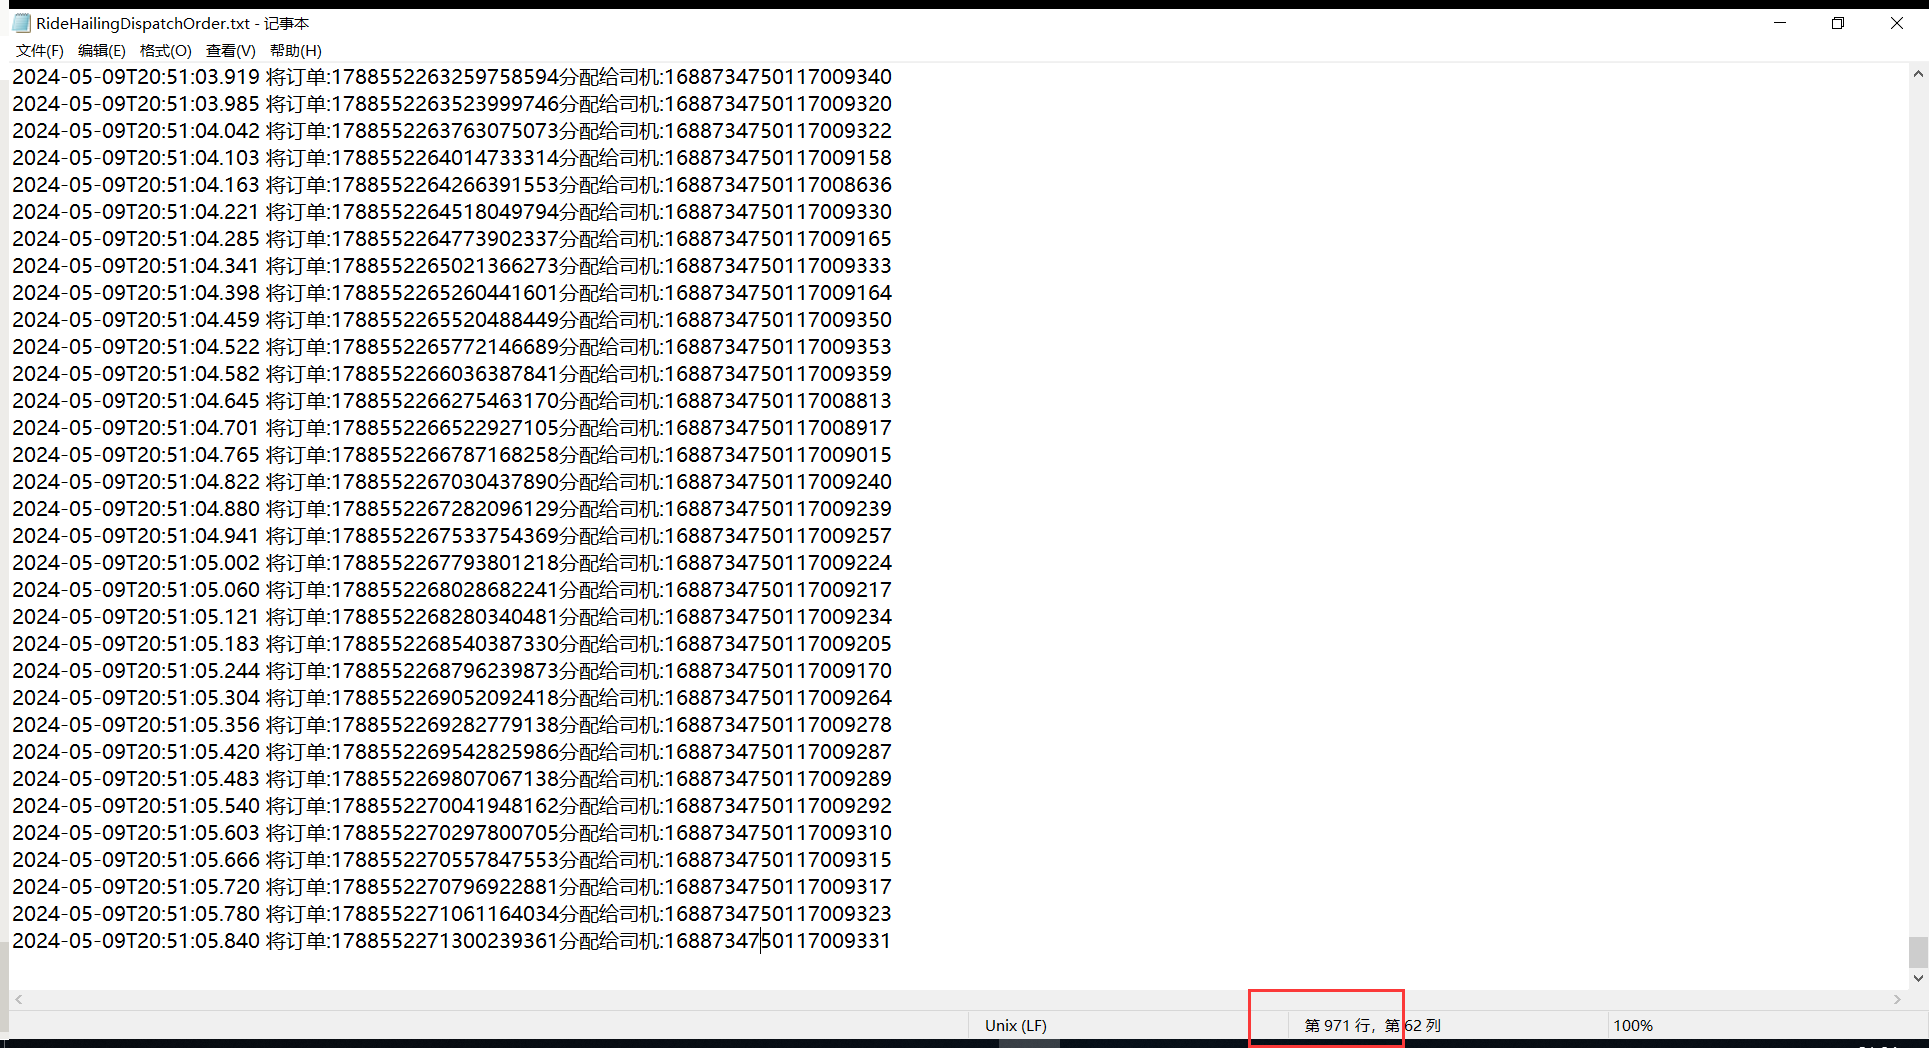 RideHailingDispatchOrder.txt - 记事本
文件(F) 编辑(E) 格式(O) 查看(V) 帮助(H)
2024-05-09T20:51:03.919 将订单:1788552263259758594分配给司机:1688734750117009340
2024-05-09T20:51:03.985 将订单:1788552263523999746分配给司机:1688734750117009320
2024-05-09T20:51:04.042 将订单:1788552263763075073分配给司机:1688734750117009322
2024-05-09T20:51:04.103 将订单:1788552264014733314分配给司机:1688734750117009158
2024-05-09T20:51:04.163 将订单:1788552264266391553分配给司机:1688734750117008636
2024-05-09T20:51:04.221 将订单:1788552264518049794分配给司机:1688734750117009330
2024-05-09T20:51:04.285 将订单:1788552264773902337分配给司机:1688734750117009165
2024-05-09T20:51:04.341 将订单:1788552265021366273分配给司机:1688734750117009333
2024-05-09T20:51:04.398 将订单:1788552265260441601分配给司机:1688734750117009164
2024-05-09T20:51:04.459 将订单:1788552265520488449分配给司机:1688734750117009350
2024-05-09T20:51:04.522 将订单:1788552265772146689分配给司机:1688734750117009353
2024-05-09T20:51:04.582 将订单:1788552266036387841分配给司机:1688734750117009359
2024-05-09T20:51:04.645 将订单:1788552266275463170分配给司机:1688734750117008813
2024-05-09T20:51:04.701 将订单:1788552266522927105分配给司机:1688734750117008917
2024-05-09T20:51:04.765 将订单:1788552266787168258分配给司机:1688734750117009015
2024-05-09T20:51:04.822 将订单:1788552267030437890分配给司机:1688734750117009240
2024-05-09T20:51:04.880 将订单:1788552267282096129分配给司机:1688734750117009239
2024-05-09T20:51:04.941 将订单:1788552267533754369分配给司机:1688734750117009257
2024-05-09T20:51:05.002 将订单:1788552267793801218分配给司机:1688734750117009224
2024-05-09T20:51:05.060 将订单:1788552268028682241分配给司机:1688734750117009217
2024-05-09T20:51:05.121 将订单:1788552268280340481分配给司机:1688734750117009234
2024-05-09T20:51:05.183 将订单:1788552268540387330分配给司机:1688734750117009205
2024-05-09T20:51:05.244 将订单:1788552268796239873分配给司机:1688734750117009170
2024-05-09T20:51:05.304 将订单:1788552269052092418分配给司机:1688734750117009264
2024-05-09T20:51:05.356 将订单:1788552269282779138分配给司机:1688734750117009278
2024-05-09T20:51:05.420 将订单:1788552269542825986分配给司机:1688734750117009287
2024-05-09T20:51:05.483 将订单:1788552269807067138分配给司机:1688734750117009289
2024-05-09T20:51:05.540 将订单:1788552270041948162分配给司机:1688734750117009292
2024-05-09T20:51:05.603 将订单:1788552270297800705分配给司机:1688734750117009310
2024-05-09T20:51:05.666 将订单:1788552270557847553分配给司机:1688734750117009315
2024-05-09T20:51:05.720 将订单:1788552270796922881分配给司机:1688734750117009317
2024-05-09T20:51:05.780 将订单:1788552271061164034分配给司机:1688734750117009323
2024-05-09T20:51:05.840 将订单:1788552271300239361分配给司机:1688734750117009331
Unix (LF) 第 971 行，第 62 列 100%